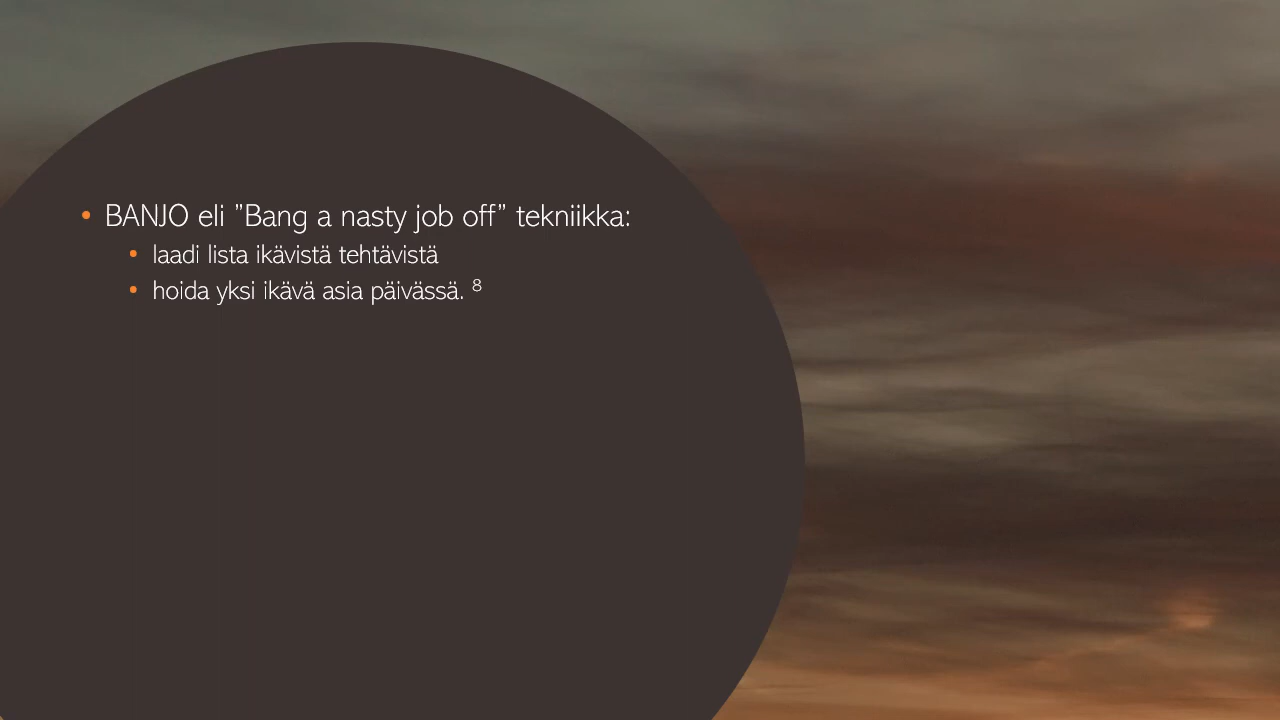 • BANJO eli ”Bang a nasty job off” tekniikka:
• laadi lista ikävistä tehtävistä
• hoida yksi ikävä asia päivässä. ⁸